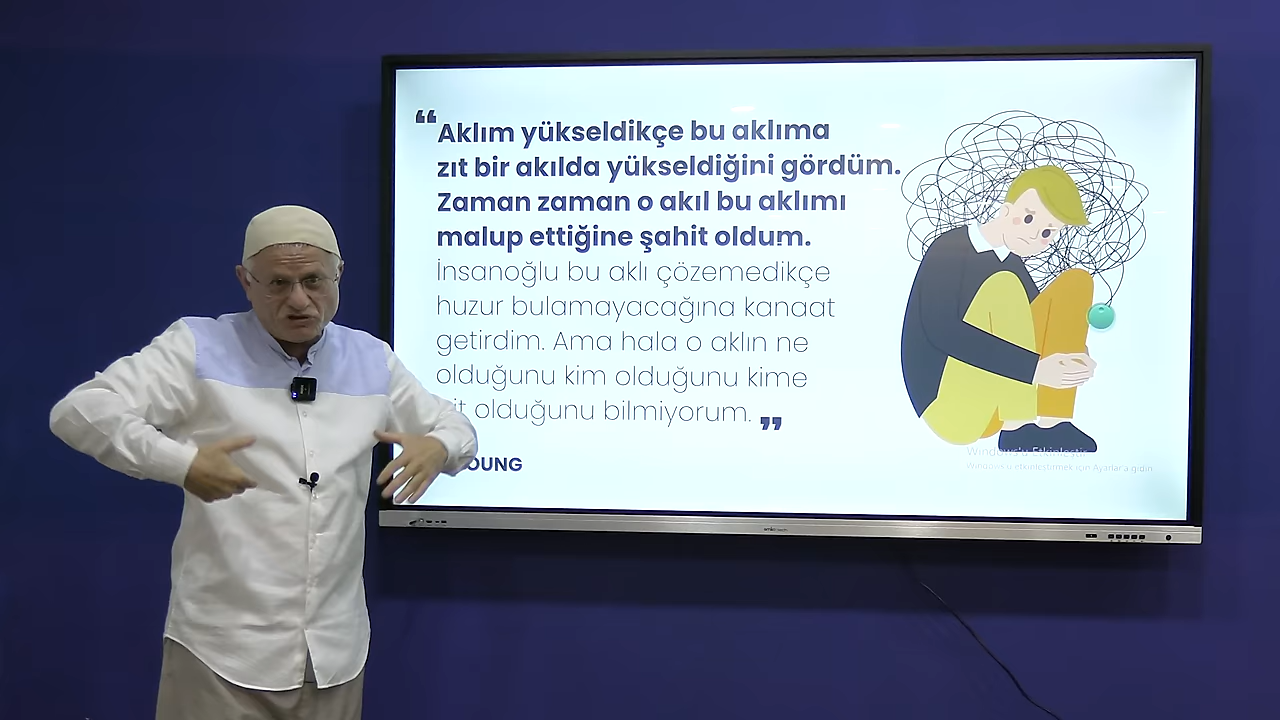 “ Aklım yükseldikçe bu aklıma
zıt bir akılda yükseldiğini gördüm.
Zaman zaman o akıl bu aklımı
malup ettiğine şahit oldum.
İnsanoğlu bu aklı çözemedikçe
huzur bulamayacağına kanaat
getirdim. Ama hala o aklın ne
olduğunu kim olduğunu kime
olduğunu bilmiyorum. ”
OUNG
Windows'u Etkinleştir
Windows'u etkinleştirmek için Ayarlar'a gidin.